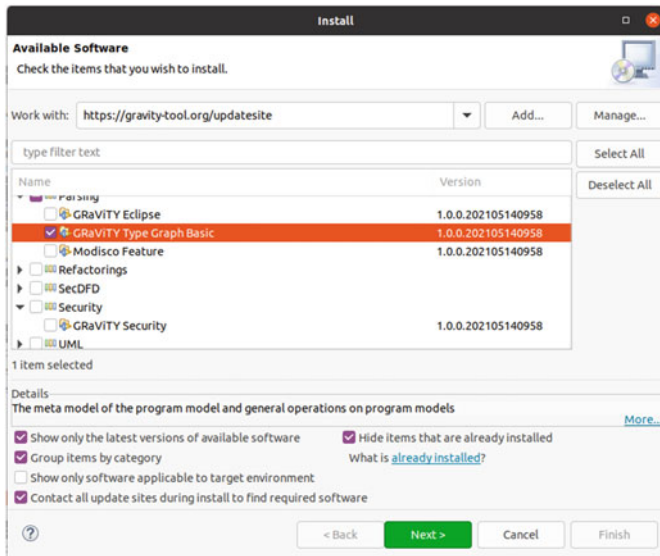 Install
Available Software
Check the items that you wish to install.
Work with: https://gravity-tool.org/updatesite Add... Manage...
type filter text Select All
Name Version Deselect All
Parsing
GRaViTY Eclipse 1.0.0.202105140958
GRaViTY Type Graph Basic 1.0.0.202105140958
Modisco Feature 1.0.0.202105140958
Refactorings
SecDFD
Security
GRaViTY Security 1.0.0.202105140958
UML
1 item selected
Details
The meta model of the program model and general operations on program models
More...
Show only the latest versions of available software Hide items that are already installed
Group items by category What is already installed?
Show only software applicable to target environment
Contact all update sites during install to find required software
? < Back Next > Cancel Finish